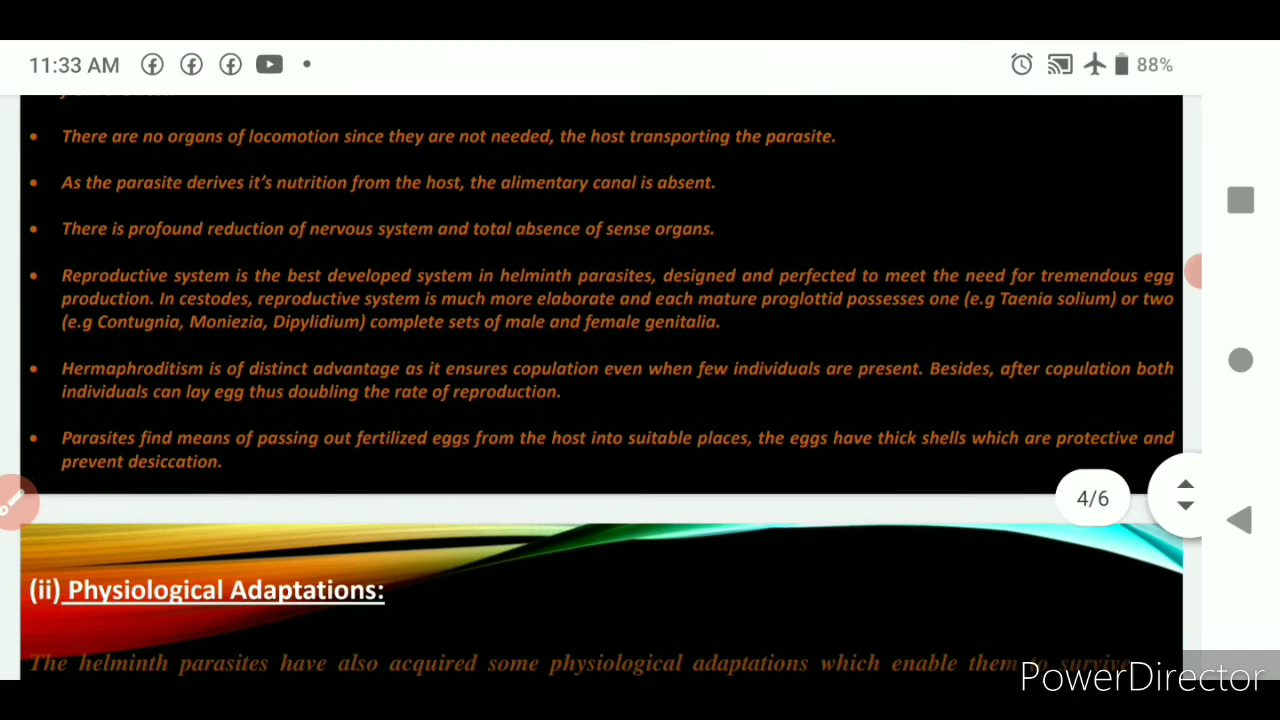 11:33 AM
88%
• There are no organs of locomotion since they are not needed, the host transporting the parasite.
• As the parasite derives it's nutrition from the host, the alimentary canal is absent.
• There is profound reduction of nervous system and total absence of sense organs.
• Reproductive system is the best developed system in helminth parasites, designed and perfected to meet the need for tremendous egg
production. In cestodes, reproductive system is much more elaborate and each mature proglottid possesses one (e.g Taenia solium) or two
(e.g Contugnia, Moniezia, Dipylidium) complete sets of male and female genitalia.
• Hermaphroditism is of distinct advantage as it ensures copulation even when few individuals are present. Besides, after copulation both
individuals can lay egg thus doubling the rate of reproduction.
• Parasites find means of passing out fertilized eggs from the host into suitable places, the eggs have thick shells which are protective and
prevent desiccation.
4/6
(ii) Physiological Adaptations:
The helminth parasites have also acquired some physiological adaptations which enable them to survive
PowerDirector